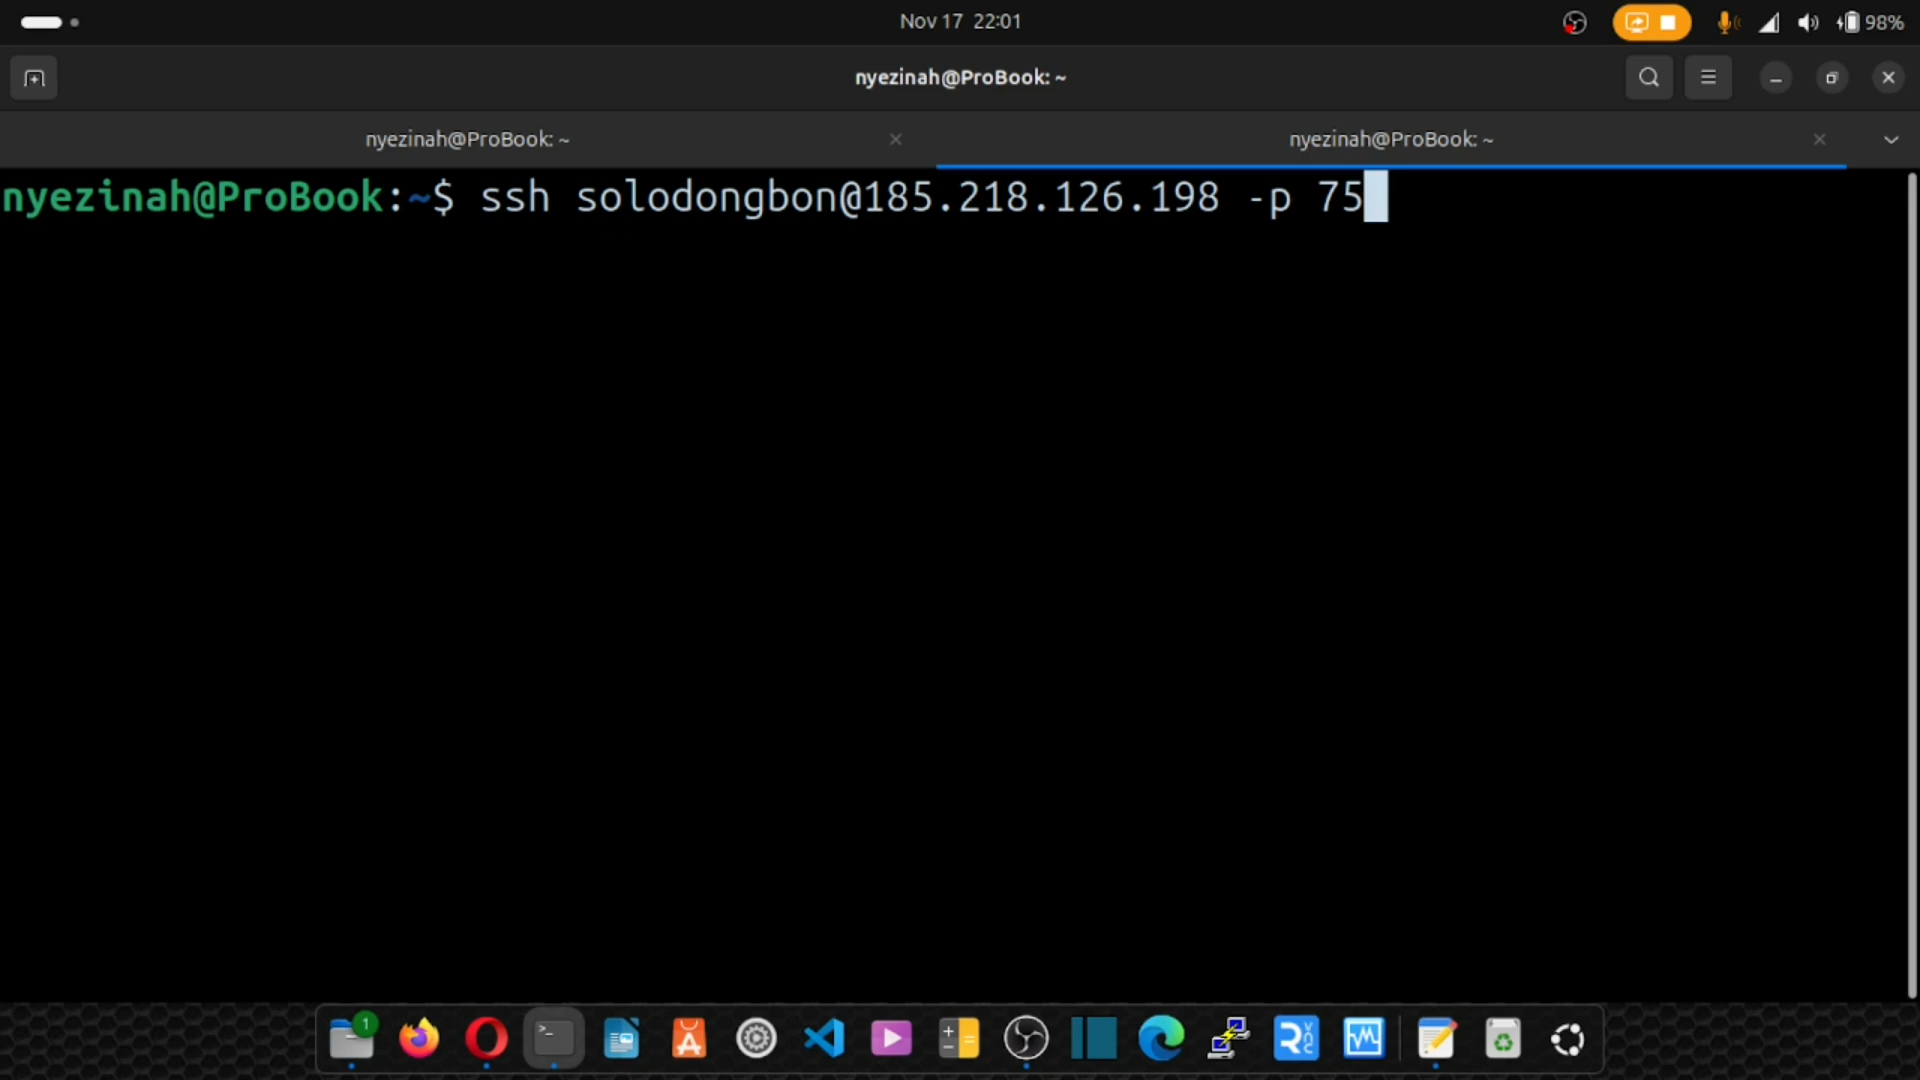 Nov 17 22:01
98%
nyezinah@ProBook: ~
nyezinah@ProBook: ~
nyezinah@ProBook: ~
nyezinah@ProBook:~$ ssh solodongbon@185.218.126.198 -p 75
1